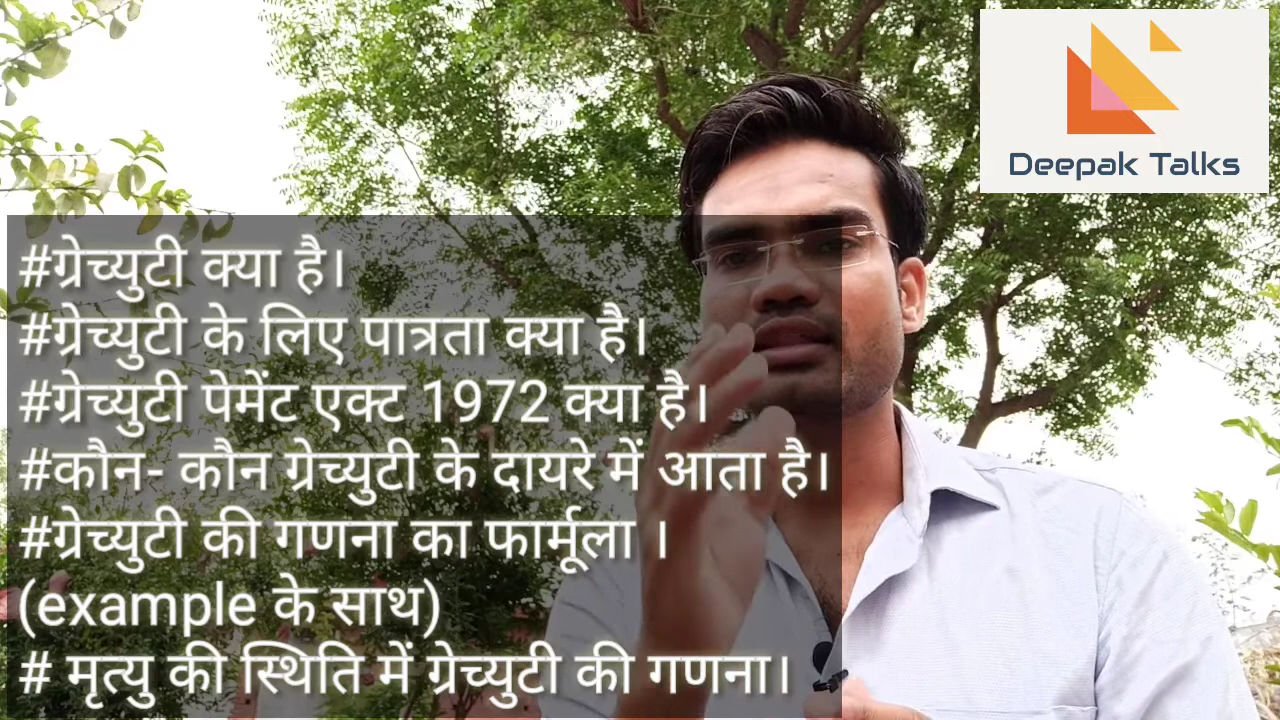 Deepak Talks
#ग्रेच्युटी क्या है।
#ग्रेच्युटी के लिए पात्रता क्या है।
#ग्रेच्युटी पेमेंट एक्ट 1972 क्या है।
#कौन- कौन ग्रेच्युटी के दायरे में आता है।
#ग्रेच्युटी की गणना का फार्मूला ।
(example के साथ)
# मृत्यु की स्थिति में ग्रेच्युटी की गणना।